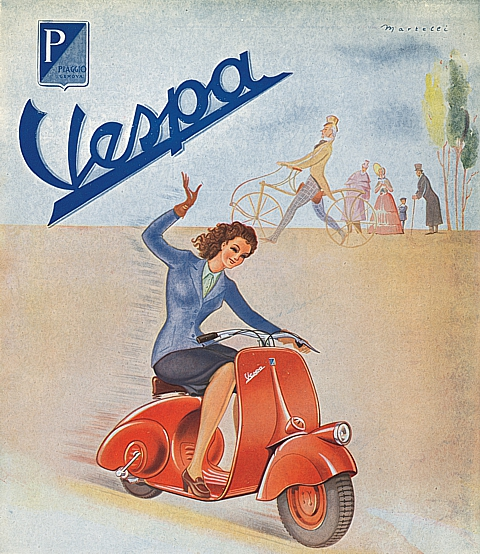 P
PIAGGIO
GENOVA
Martelli
Vespa
Vespa